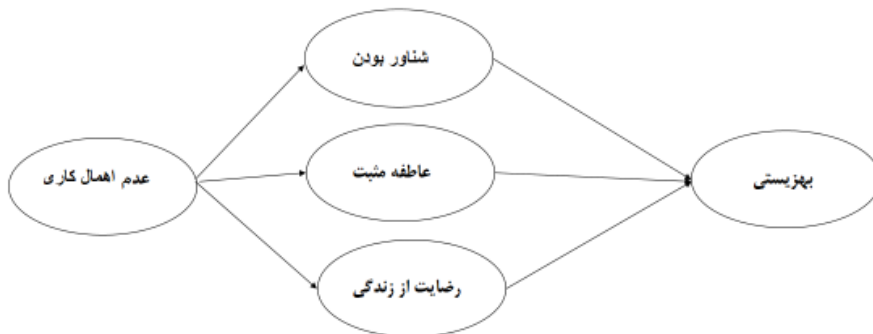 شناور بودن
عدم اهمال کاری
عاطفه مثبت
بهزیستی
رضایت از زندگی